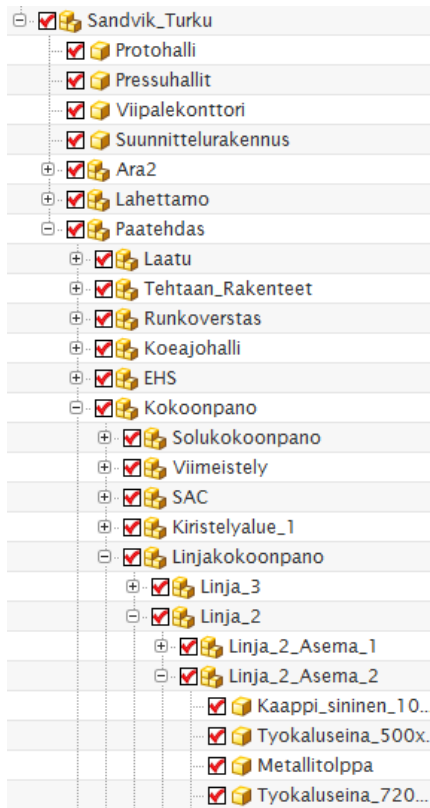 Sandvik_Turku
Protohalli
Pressuhallit
Viipalekonttori
Suunnittelurakennus
Ara2
Lahettamo
Paatehdas
Laatu
Tehtaan_Rakenteet
Runkoverstas
Koeajohalli
EHS
Kokoonpano
Solukokoonpano
Viimeistely
SAC
Kiristelyalue_1
Linjakokoonpano
Linja_3
Linja_2
Linja_2_Asema_1
Linja_2_Asema_2
Kaappi_sininen_10...
Tyokaluseina_500x...
Metallitolppa
Tyokaluseina_720...